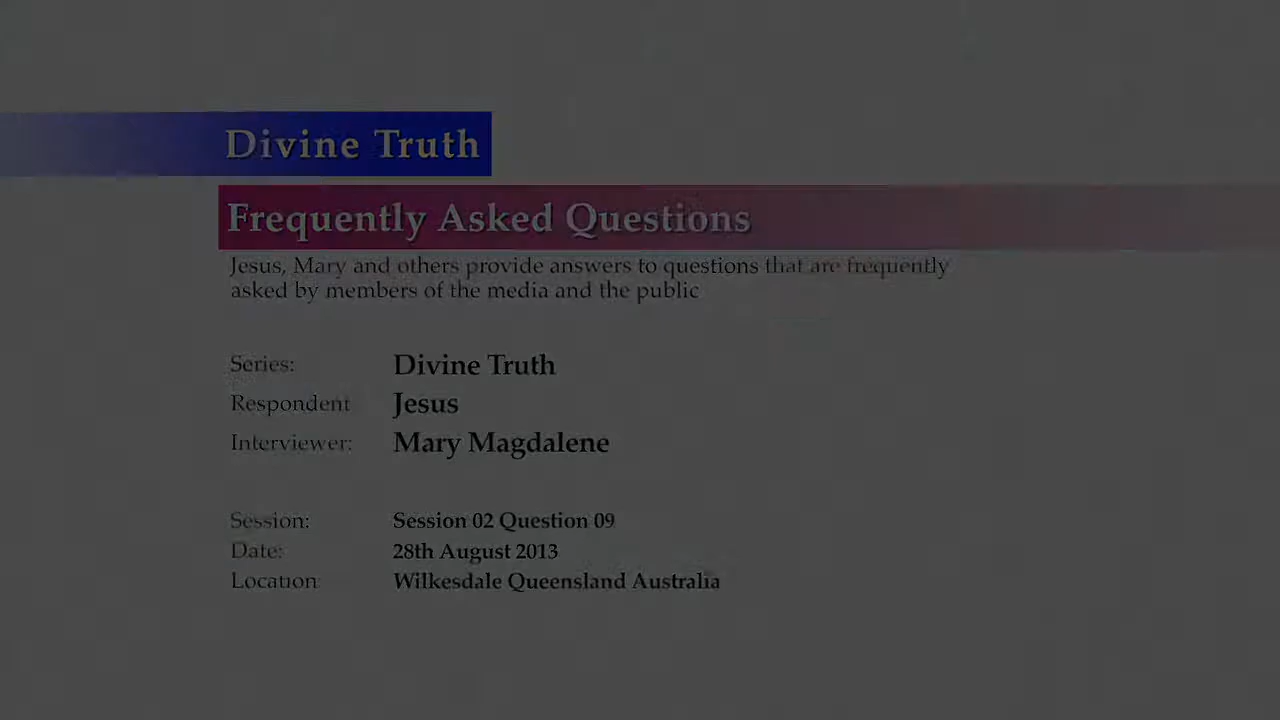 Divine Truth
Frequently Asked Questions
Jesus, Mary and others provide answers to questions that are frequently
asked by members of the media and the public
Series: Divine Truth
Respondent Jesus
Interviewer: Mary Magdalene
Session: Session 02 Question 09
Date: 28th August 2013
Location Wilkesdale Queensland Australia